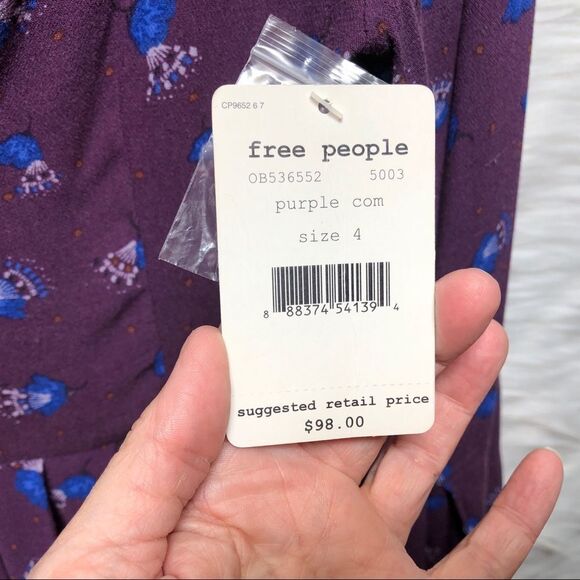 CP9652 6 7
free people
OB536552 5003
purple com
size 4
8 88374 54139 4
suggested retail price
$98.00